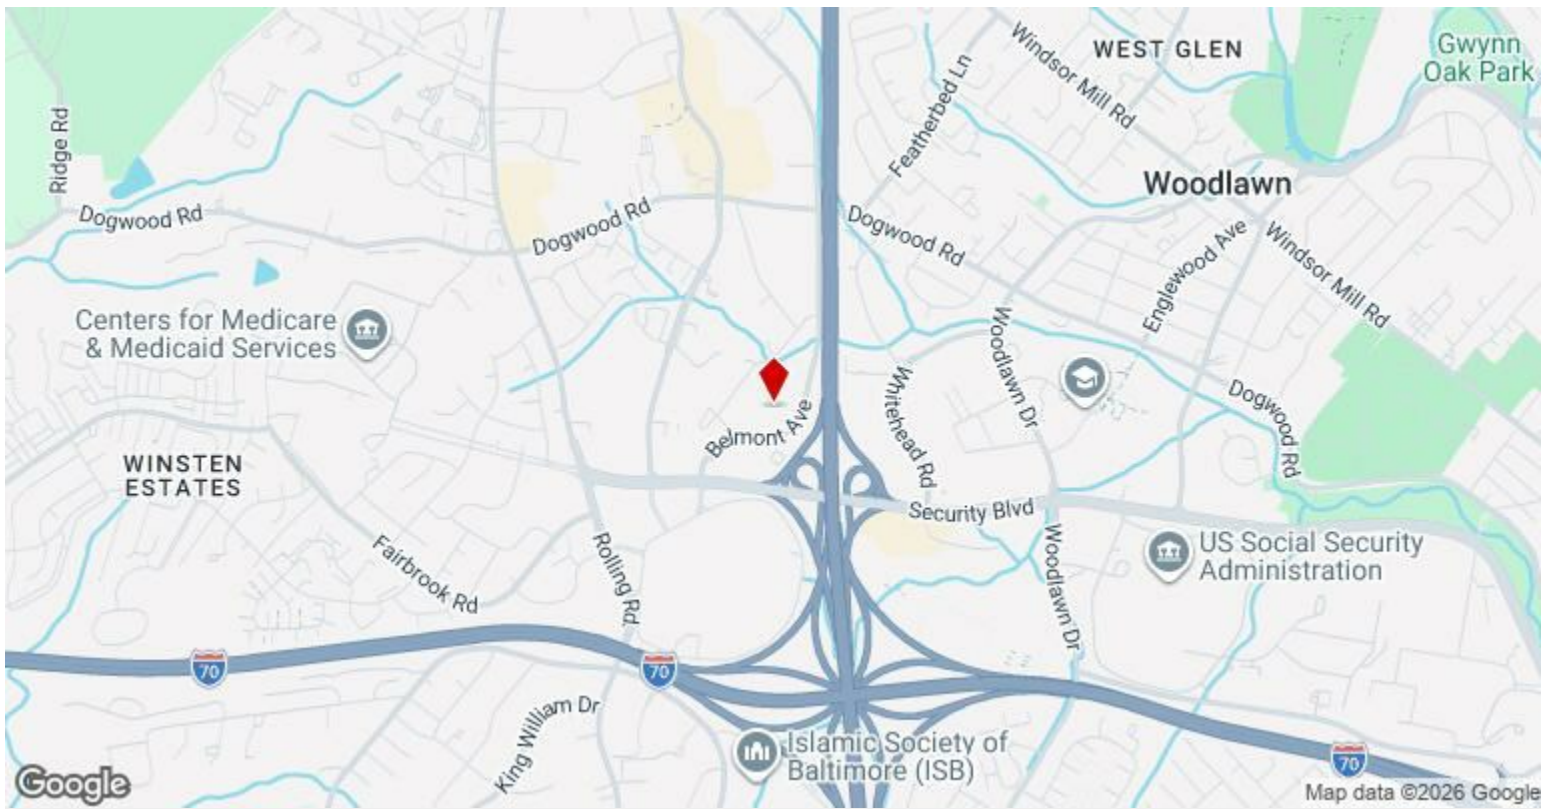 WEST GLEN
Gwynn
Oak Park
Windsor Mill Rd
Featherbed Ln
Ridge Rd
Woodlawn
Dogwood Rd
Dogwood Rd
Dogwood Rd
Englewood Ave
Windsor Mill Rd
Centers for Medicare
& Medicaid Services
Woodlawn Dr
Whitehead Rd
Dogwood Rd
Belmont Ave
WINSTEN
ESTATES
Security Blvd
Fairbrook Rd
Rolling Rd
Woodlawn Dr
US Social Security
Administration
70
70
King William Dr
Islamic Society of
Baltimore (ISB)
70
Google
Map data ©2026 Google